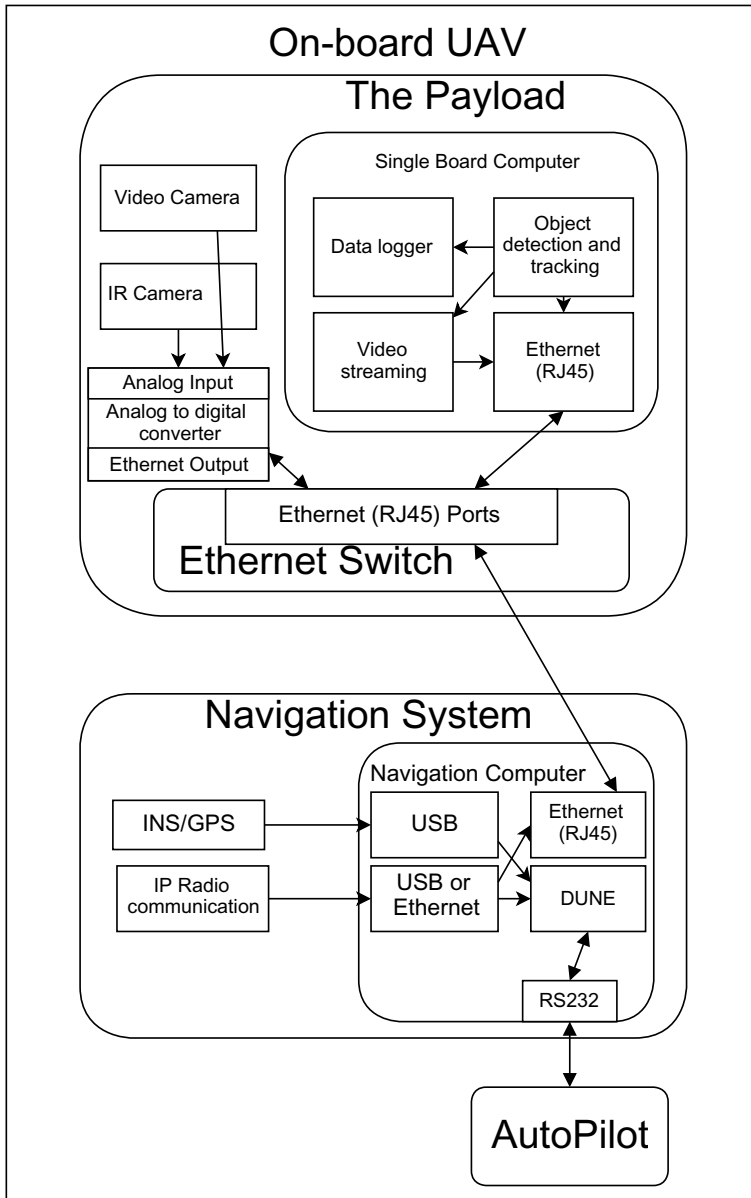 On-board UAV
The Payload
Single Board Computer
Video Camera
IR Camera
Analog Input
Analog to digital
converter
Ethernet Output
Data logger
Object
detection and
tracking
Video
streaming
Ethernet
(RJ45)
Ethernet (RJ45) Ports
Ethernet Switch
Navigation System
Navigation Computer
INS/GPS
USB
Ethernet
(RJ45)
IP Radio
communication
USB or
Ethernet
DUNE
RS232
AutoPilot